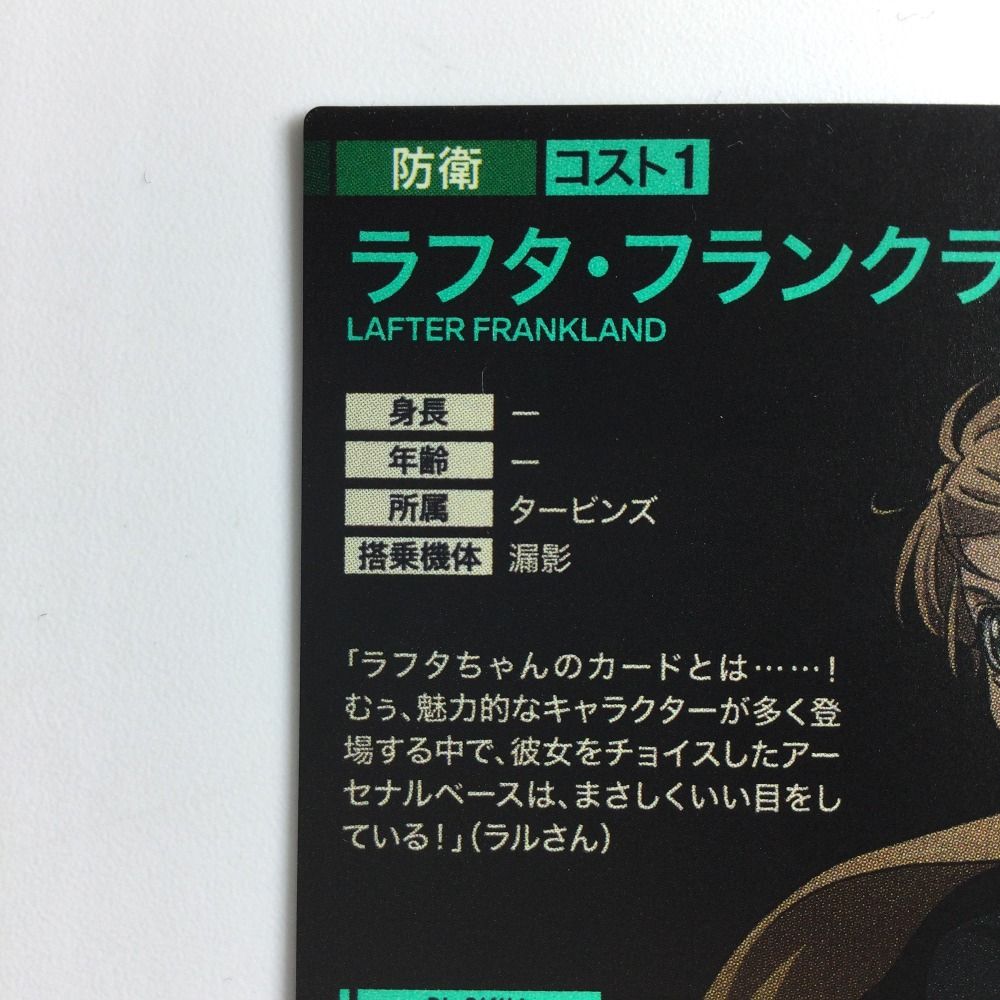 防衛 コスト1
ラフタ・フランクラ
LAFTER FRANKLAND
身長 ―
年齢 ―
所属 タービンズ
搭乗機体 漏影
「ラフタちゃんのカードとは……！
むぅ、魅力的なキャラクターが多く登
場する中で、彼女をチョイスしたアー
セナルベースは、まさしくいい目をし
ている！」（ラルさん）